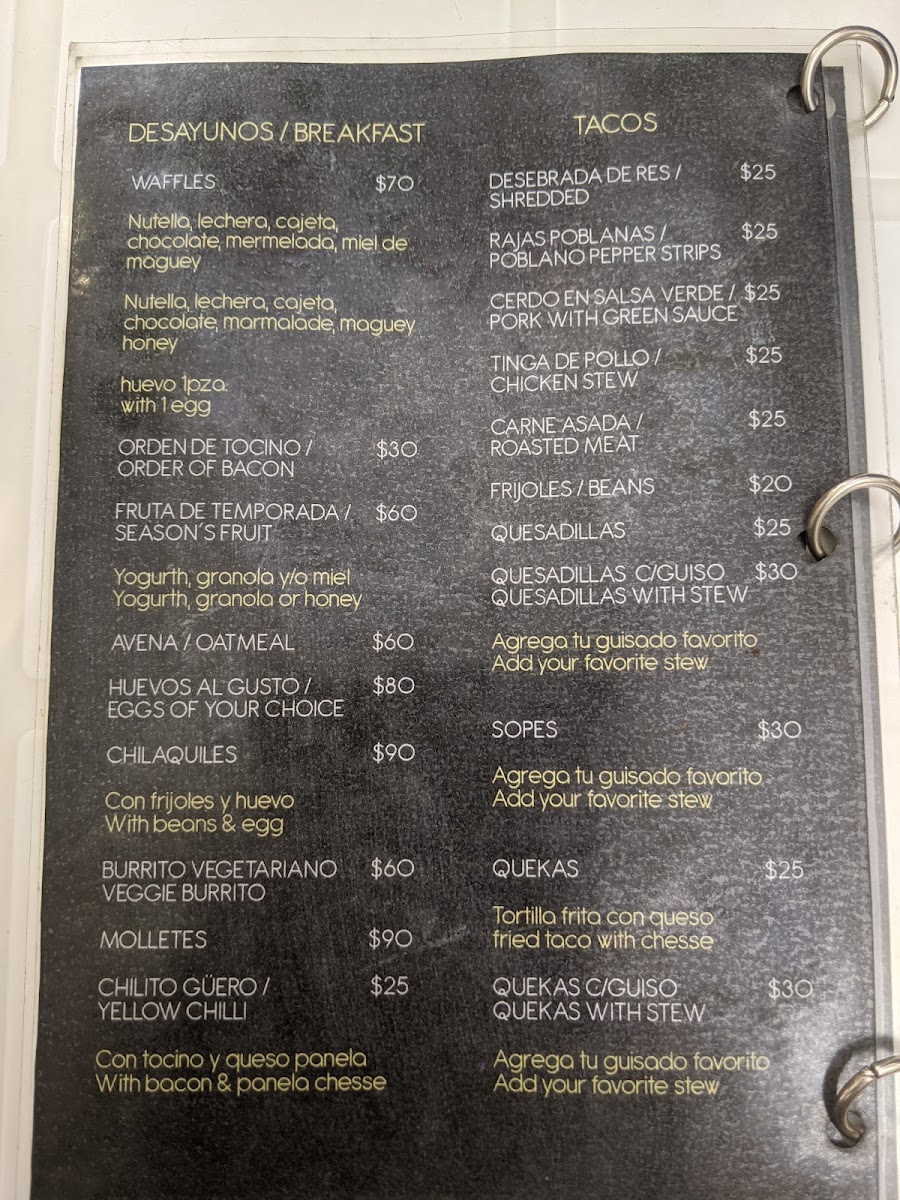 DESAYUNOS / BREAKFAST
WAFFLES $70
Nutella, lechera, cajeta,
chocolate, mermelada, miel de
maguey
Nutella, lechera, cajeta,
chocolate, marmalade, maguey
honey
huevo 1pza.
with 1 egg
ORDEN DE TOCINO / $30
ORDER OF BACON
FRUTA DE TEMPORADA / $60
SEASON´S FRUIT
Yogurth, granola y/o miel
Yogurth, granola or honey
AVENA / OATMEAL $60
HUEVOS AL GUSTO / $80
EGGS OF YOUR CHOICE
CHILAQUILES $90
Con frijoles y huevo
With beans & egg
BURRITO VEGETARIANO $60
VEGGIE BURRITO
MOLLETES $90
CHILITO GÜERO / $25
YELLOW CHILLI
Con tocino y queso panela
With bacon & panela chesse
TACOS
DESEBRADA DE RES / $25
SHREDDED
RAJAS POBLANAS / $25
POBLANO PEPPER STRIPS
CERDO EN SALSA VERDE / $25
PORK WITH GREEN SAUCE
TINGA DE POLLO / $25
CHICKEN STEW
CARNE ASADA / $25
ROASTED MEAT
FRIJOLES / BEANS $20
QUESADILLAS $25
QUESADILLAS C/GUISO $30
QUESADILLAS WITH STEW
Agrega tu guisado favorito
Add your favorite stew
SOPES $30
Agrega tu guisado favorito
Add your favorite stew
QUEKAS $25
Tortilla frita con queso
fried taco with chesse
QUEKAS C/GUISO $30
QUEKAS WITH STEW
Agrega tu guisado favorito
Add your favorite stew